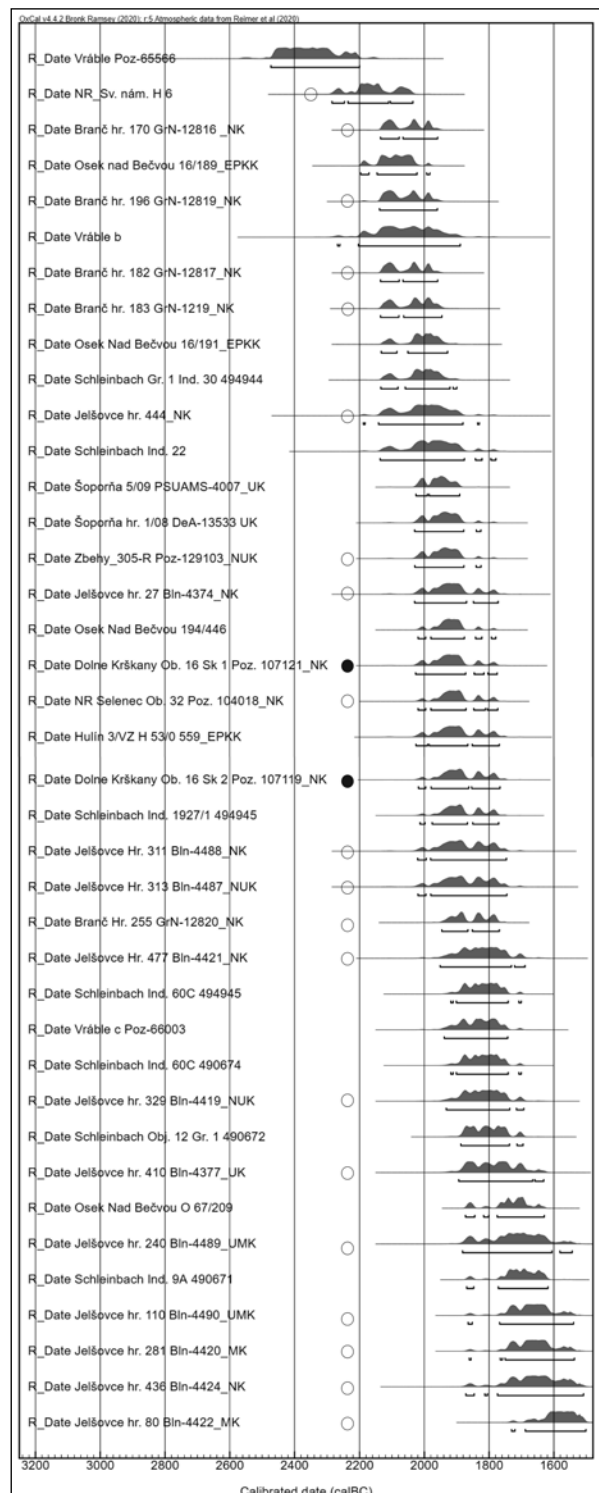 OxCal v4.4.2 Bronk Ramsey (2020); r:5 Atmospheric data from Reimer et al (2020)
R_Date Vráble Poz-65566
R_Date NR_Sv. nám. H 6
R_Date Branč hr. 170 GrN-12816_NK
R_Date Osek nad Bečvou 16/189_EPKK
R_Date Branč hr. 196 GrN-12819_NK
R_Date Vráble b
R_Date Branč hr. 182 GrN-12817_NK
R_Date Branč hr. 183 GrN-1219_NK
R_Date Osek Nad Bečvou 16/191_EPKK
R_Date Schleinbach Gr. 1 Ind. 30 494944
R_Date Jelšovce hr. 444_NK
R_Date Schleinbach Ind. 22
R_Date Šoporňa 5/09 PSUAMS-4007_UK
R_Date Šoporňa hr. 1/08 DeA-13533 UK
R_Date Zbehy_305-R Poz-129103_NUK
R_Date Jelšovce hr. 27 Bln-4374_NK
R_Date Osek Nad Bečvou 194/446
R_Date Dolne Krškany Ob. 16 Sk 1 Poz. 107121_NK
R_Date NR Selenec Ob. 32 Poz. 104018_NK
R_Date Hulín 3/VZ H 53/0 559_EPKK
R_Date Dolne Krškany Ob. 16 Sk 2 Poz. 107119_NK
R_Date Schleinbach Ind. 1927/1 494945
R_Date Jelšovce Hr. 311 Bln-4488_NK
R_Date Jelšovce Hr. 313 Bln-4487_NUK
R_Date Branč Hr. 255 GrN-12820_NK
R_Date Jelšovce Hr. 477 Bln-4421_NK
R_Date Schleinbach Ind. 60C 494945
R_Date Vráble c Poz-66003
R_Date Schleinbach Ind. 60C 490674
R_Date Jelšovce hr. 329 Bln-4419_NUK
R_Date Schleinbach Obj. 12 Gr. 1 490672
R_Date Jelšovce hr. 410 Bln-4377_UK
R_Date Osek Nad Bečvou O 67/209
R_Date Jelšovce hr. 240 Bln-4489_UMK
R_Date Schleinbach Ind. 9A 490671
R_Date Jelšovce hr. 110 Bln-4490_UMK
R_Date Jelšovce hr. 281 Bln-4420_MK
R_Date Jelšovce hr. 436 Bln-4424_NK
R_Date Jelšovce hr. 80 Bln-4422_MK
3200 3000 2800 2600 2400 2200 2000 1800 1600
Calibrated date (calBC)